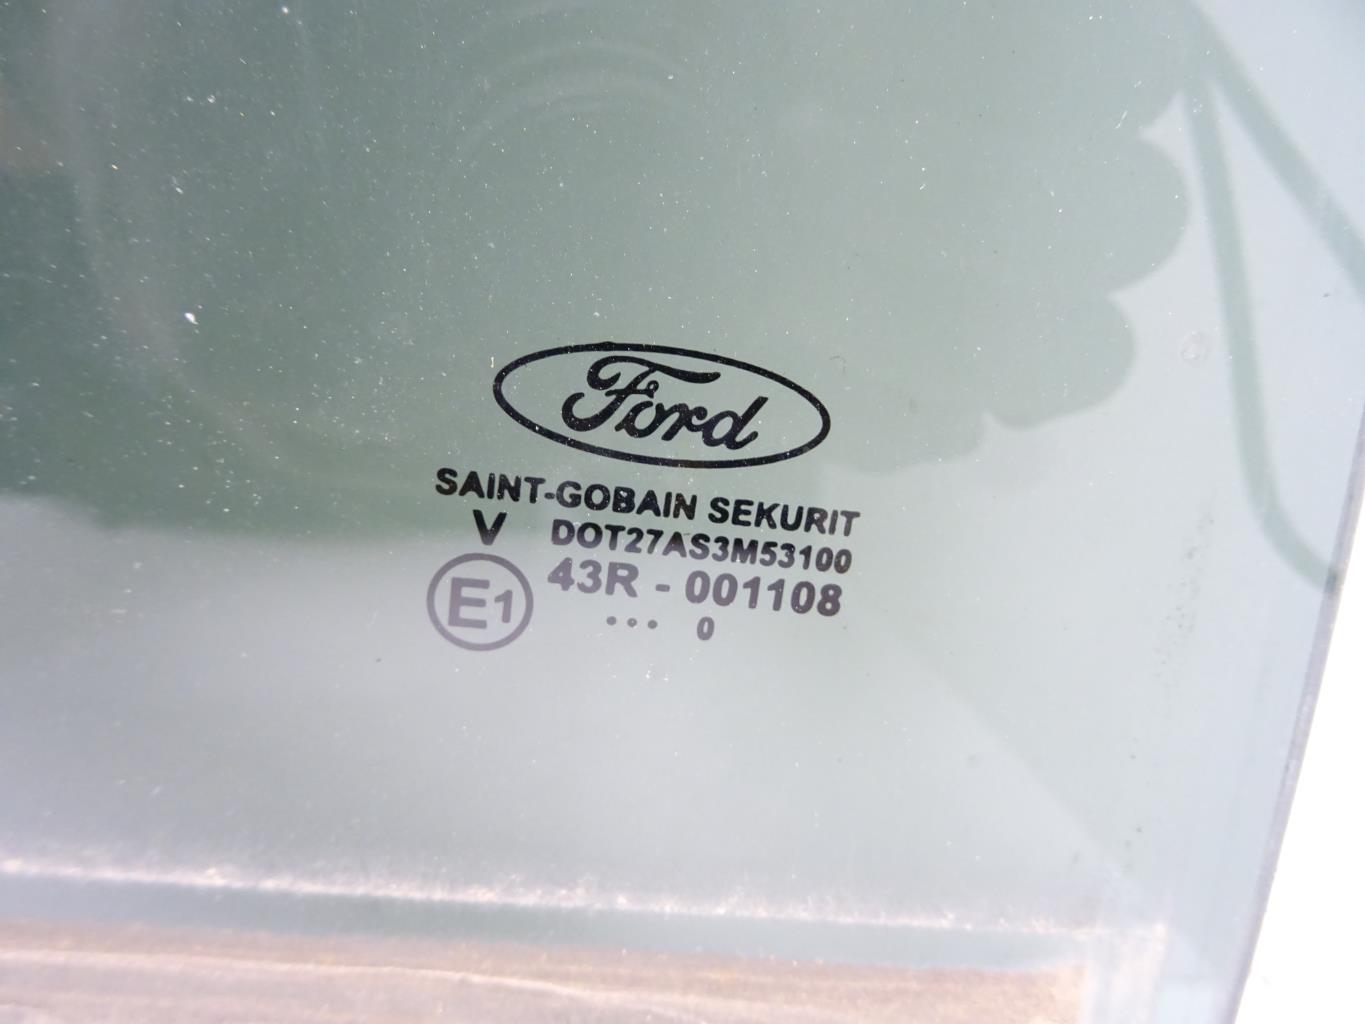 Ford
SAINT-GOBAIN SEKURIT
V DOT27AS3M53100
E1 43R - 001108
... 0